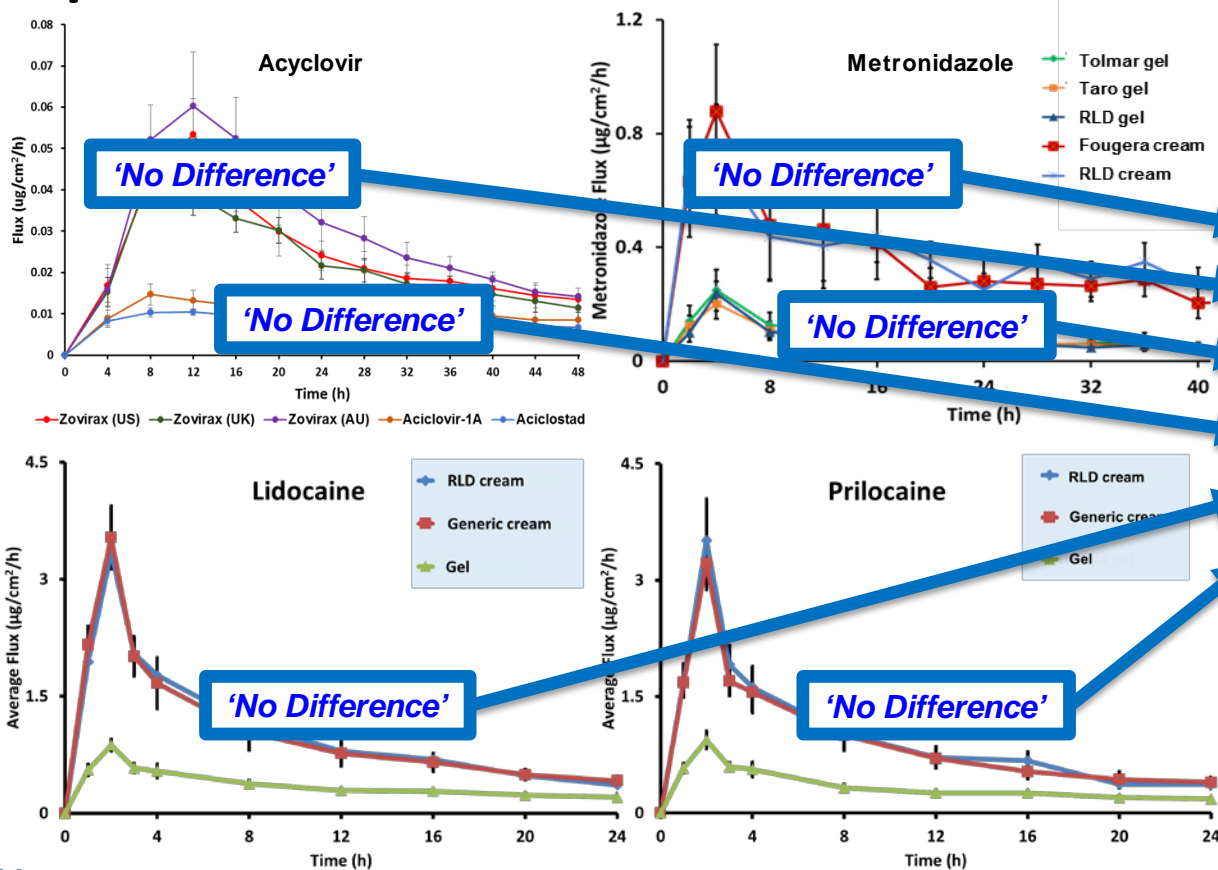 Acyclovir
Flux (ug/cm²/h)
0.08
0.07
0.06
0.05
0.04
0.03
0.02
0.01
0
'No Difference'
'No Difference'
0 4 8 12 16 20 24 28 32 36 40 44 48
Time (h)
Zovirax (US) Zovirax (UK) Zovirax (AU) Aciclovir-1A Aciclostad
Metronidazole
Metronidazole Flux (µg/cm²/h)
1.2
0.8
0.4
0
Tolmar gel
Taro gel
RLD gel
Fougera cream
RLD cream
'No Difference'
'No Difference'
0 8 16 24 32 40
Time (h)
Lidocaine
Average Flux (µg/cm²/h)
4.5
3
1.5
0
RLD cream
Generic cream
Gel
'No Difference'
0 4 8 12 16 20 24
Time (h)
Prilocaine
Average Flux (µg/cm²/h)
4.5
3
1.5
0
RLD cream
Generic cream
Gel
'No Difference'
0 4 8 12 16 20 24
Time (h)